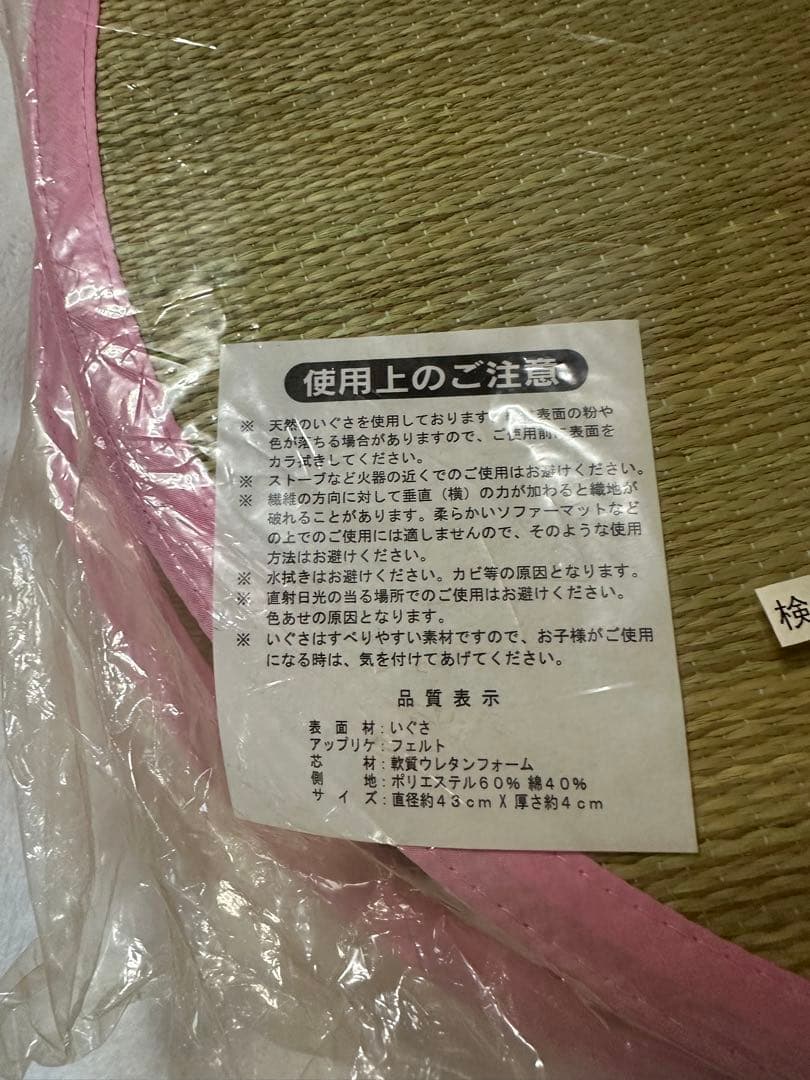 使用上のご注意
※ 天然のいぐさを使用しております 表面の粉や
色が落ちる場合がありますので、ご使用前に表面を
カラ拭きしてください。
※ ストーブなど火器の近くでのご使用はお避けください。
※ 繊維の方向に対して垂直（横）の力が加わると織地が
破れることがあります。柔らかいソファーマットなど
の上でのご使用には適しませんので、そのような使用
方法はお避けください。
※ 水拭きはお避けください。カビ等の原因となります。
※ 直射日光の当る場所でのご使用はお避けください。
色あせの原因となります。
※ いぐさはすべりやすい素材ですので、お子様がご使用
になる時は、気を付けてあげてください。
品質表示
表面材：いぐさ
アップリケ：フェルト
芯材：軟質ウレタンフォーム
側地：ポリエステル６０％ 綿４０％
サイズ：直径約４３ｃｍ Ｘ 厚さ約４ｃｍ
検